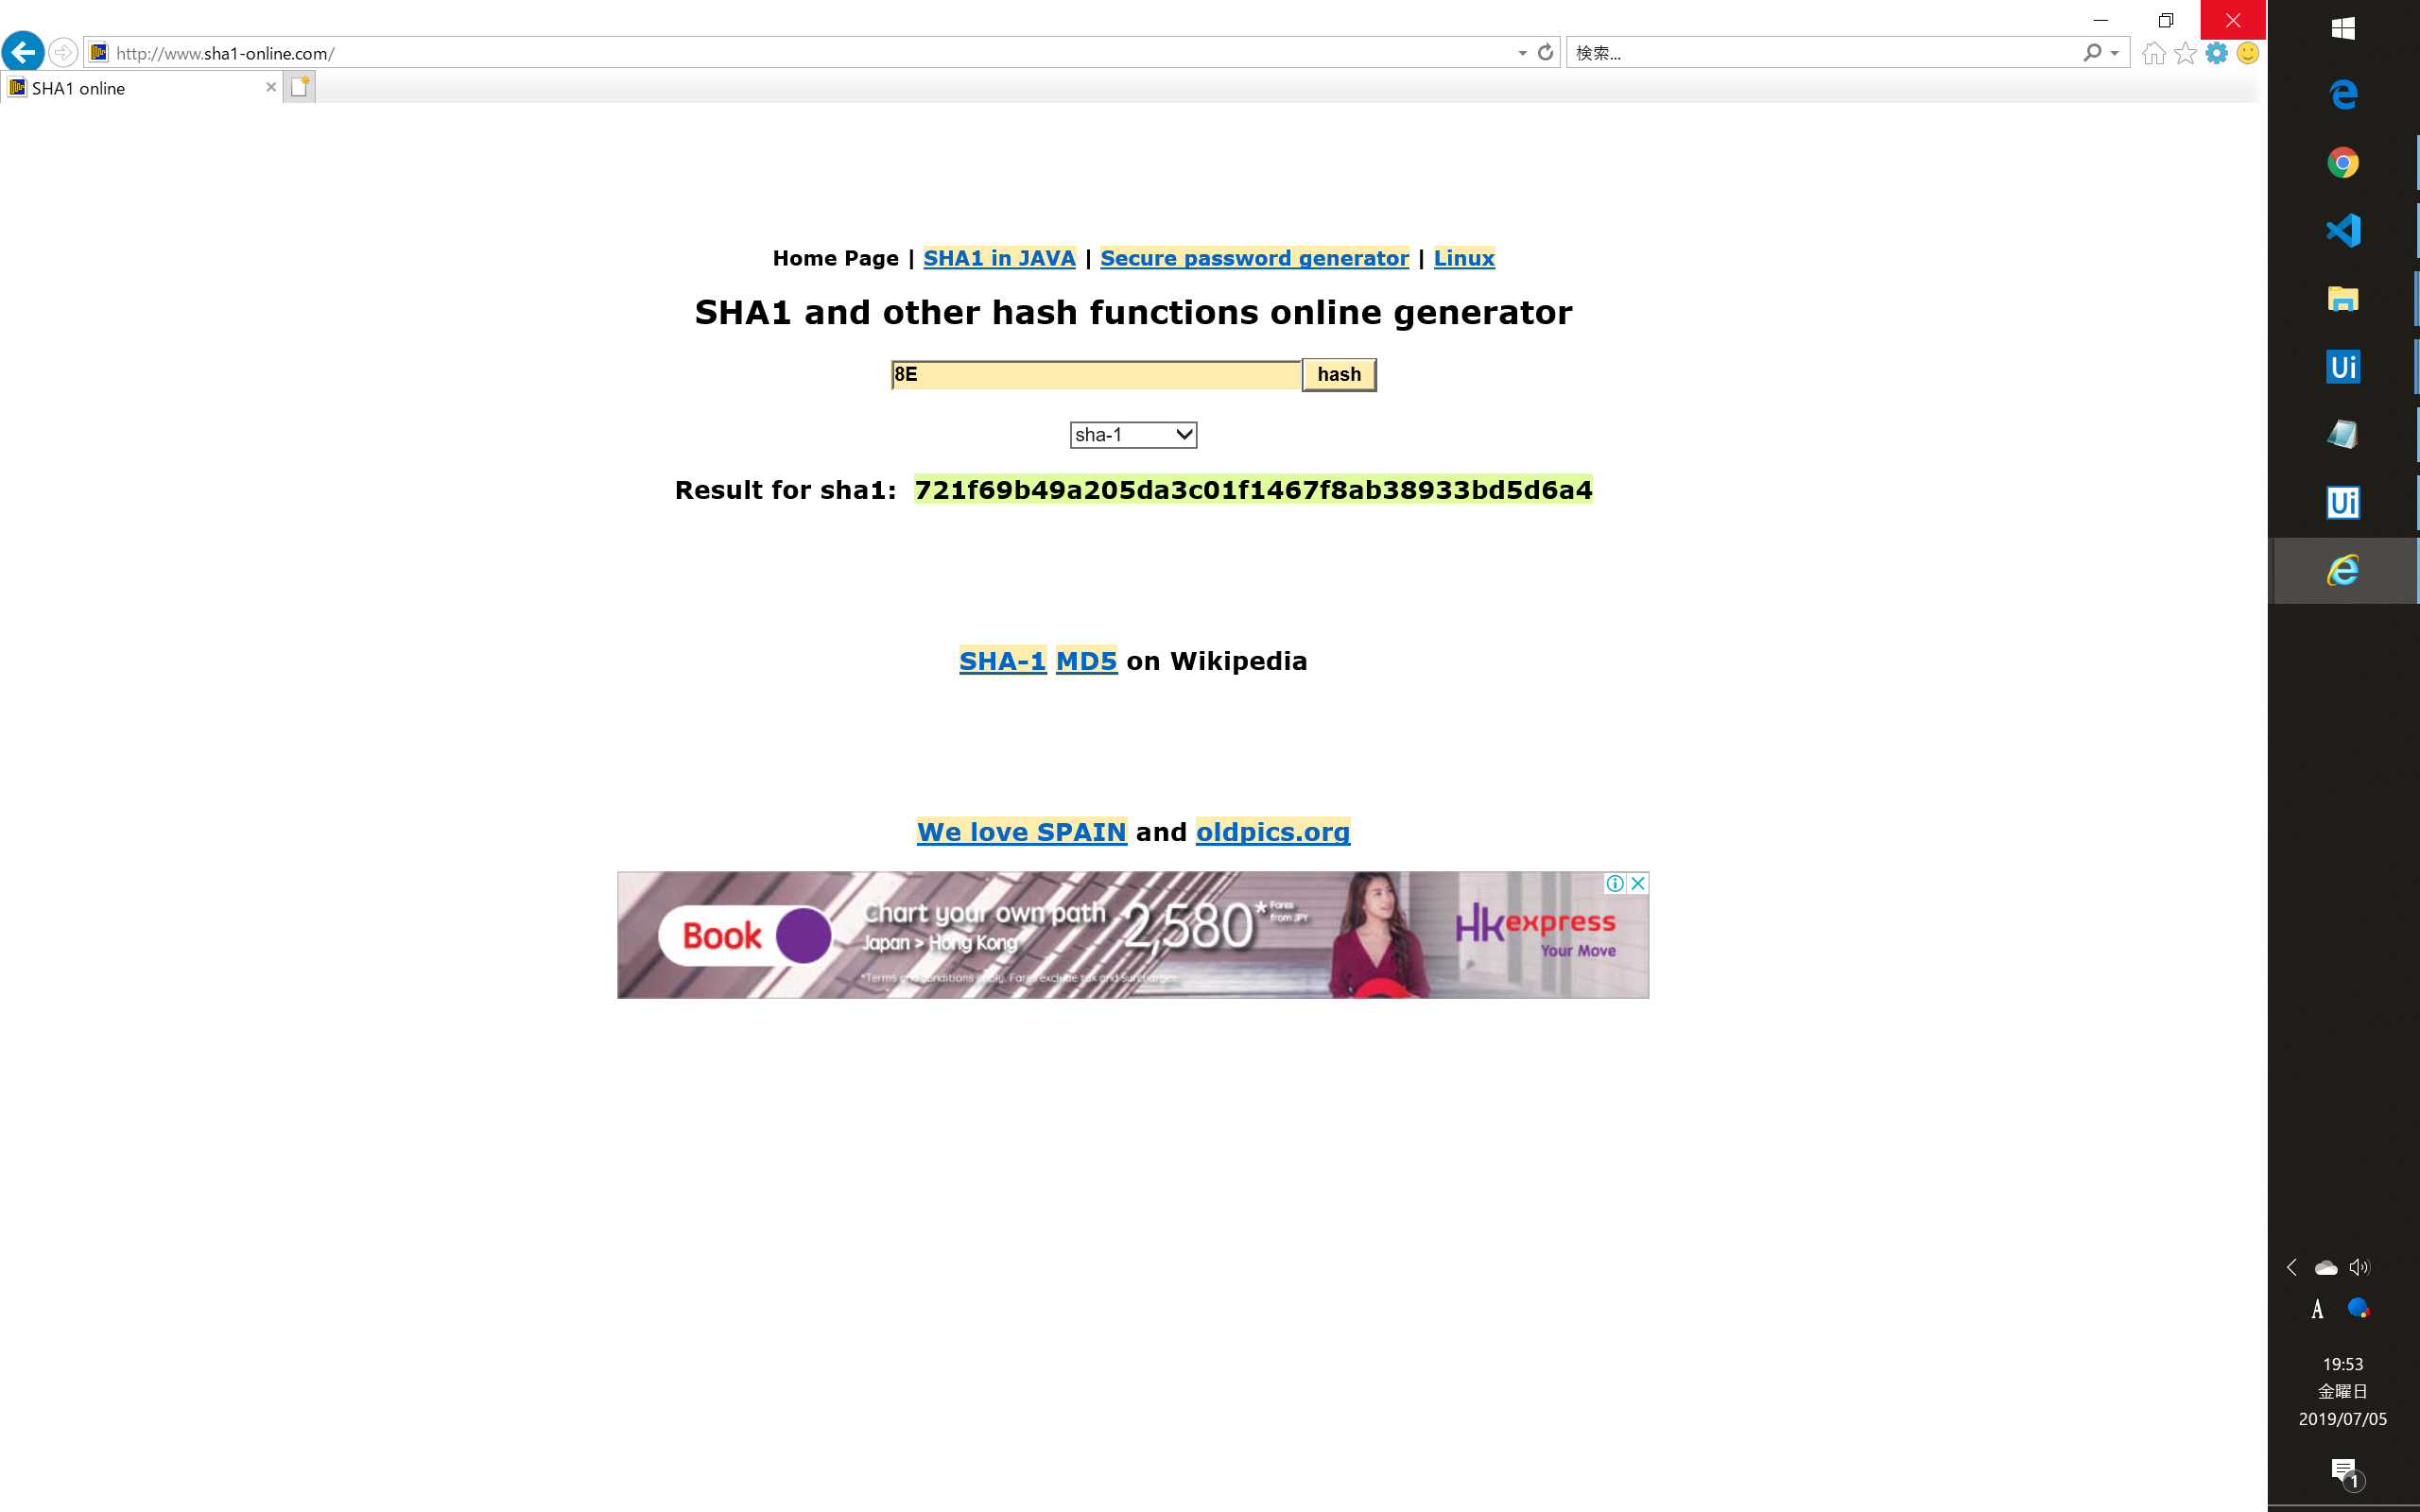 http://www.sha1-online.com/
検索...
SHA1 online
Home Page | SHA1 in JAVA | Secure password generator | Linux
SHA1 and other hash functions online generator
8E
hash
sha-1
Result for sha1: 721f69b49a205da3c01f1467f8ab38933bd5d6a4
SHA-1 MD5 on Wikipedia
We love SPAIN and oldpics.org
Book
Chart your own path
Japan > Hong Kong
2,580*
Fares
from JPY
*Terms and conditions apply. Fares exclude tax and surcharges.
HK express
Your Move
Ui
Ui
A
19:53
金曜日
2019/07/05
1